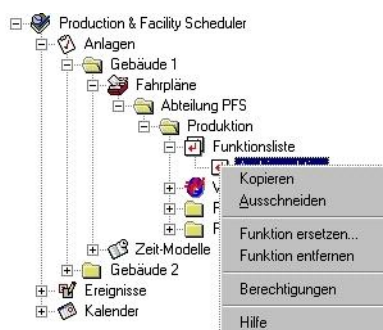 Production & Facility Scheduler
Anlagen
Gebäude 1
Fahrpläne
Abteilung PFS
Produktion
Funktionsliste
V
F
F
Zeit-Modelle
Gebäude 2
Ereignisse
Kalender
Kopieren
Ausschneiden
Funktion ersetzen...
Funktion entfernen
Berechtigungen
Hilfe